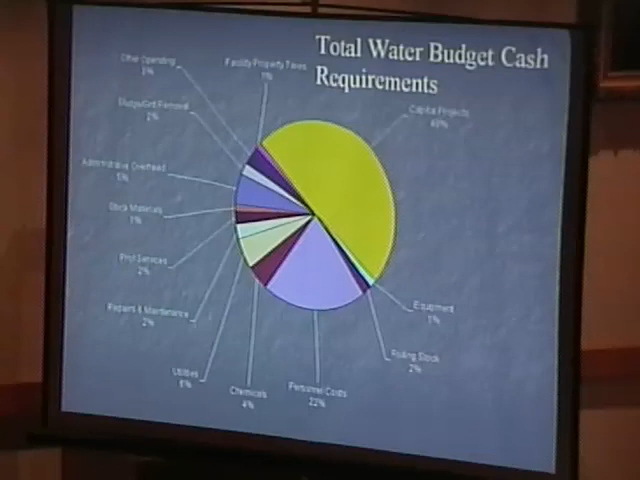 Total Water Budget Cash
Requirements
Other Operating
Facility Property Taxes
1%
Capital Projects
Sludge/Grit Removal
2%
Administrative Overhead
Stock Materials
1%
Prof Services
2%
Repairs & Maintenance
2%
Utilities
6%
Chemicals
4%
Personnel Costs
22%
Rolling Stock
2%
Equipment
1%